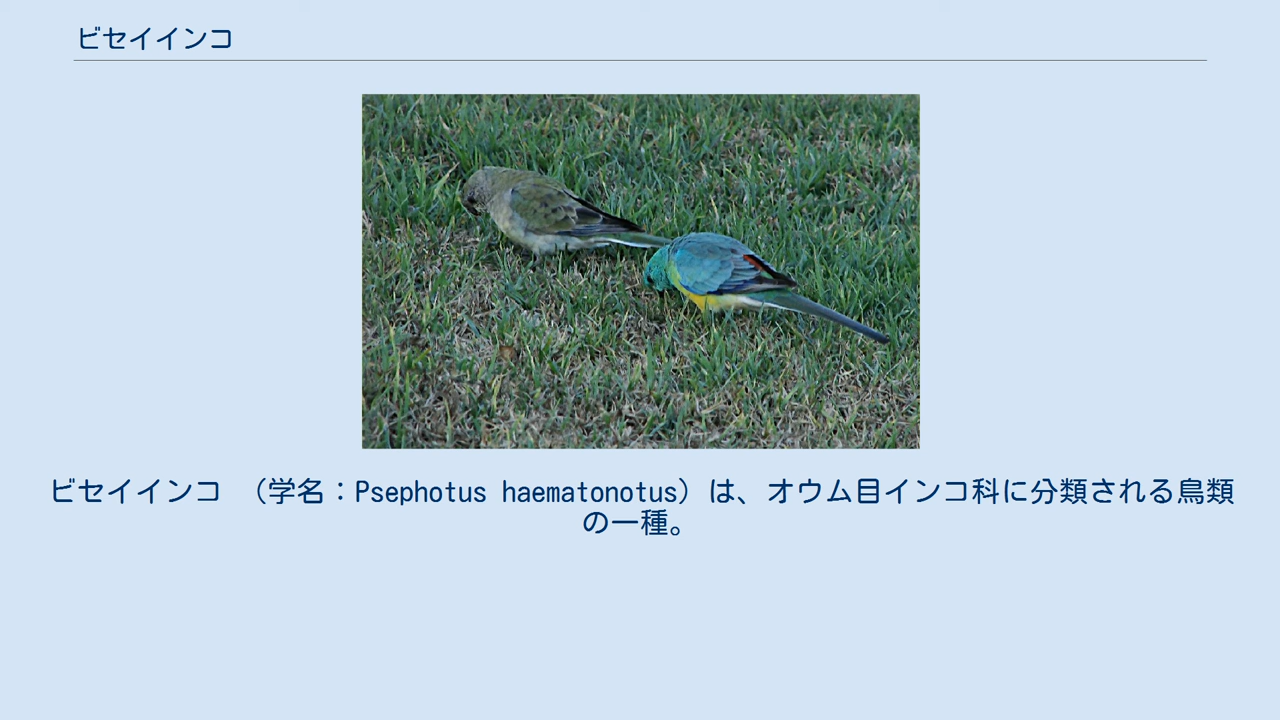 ビセイインコ
ビセイインコ （学名：Psephotus haematonotus）は、オウム目インコ科に分類される鳥類
の一種。